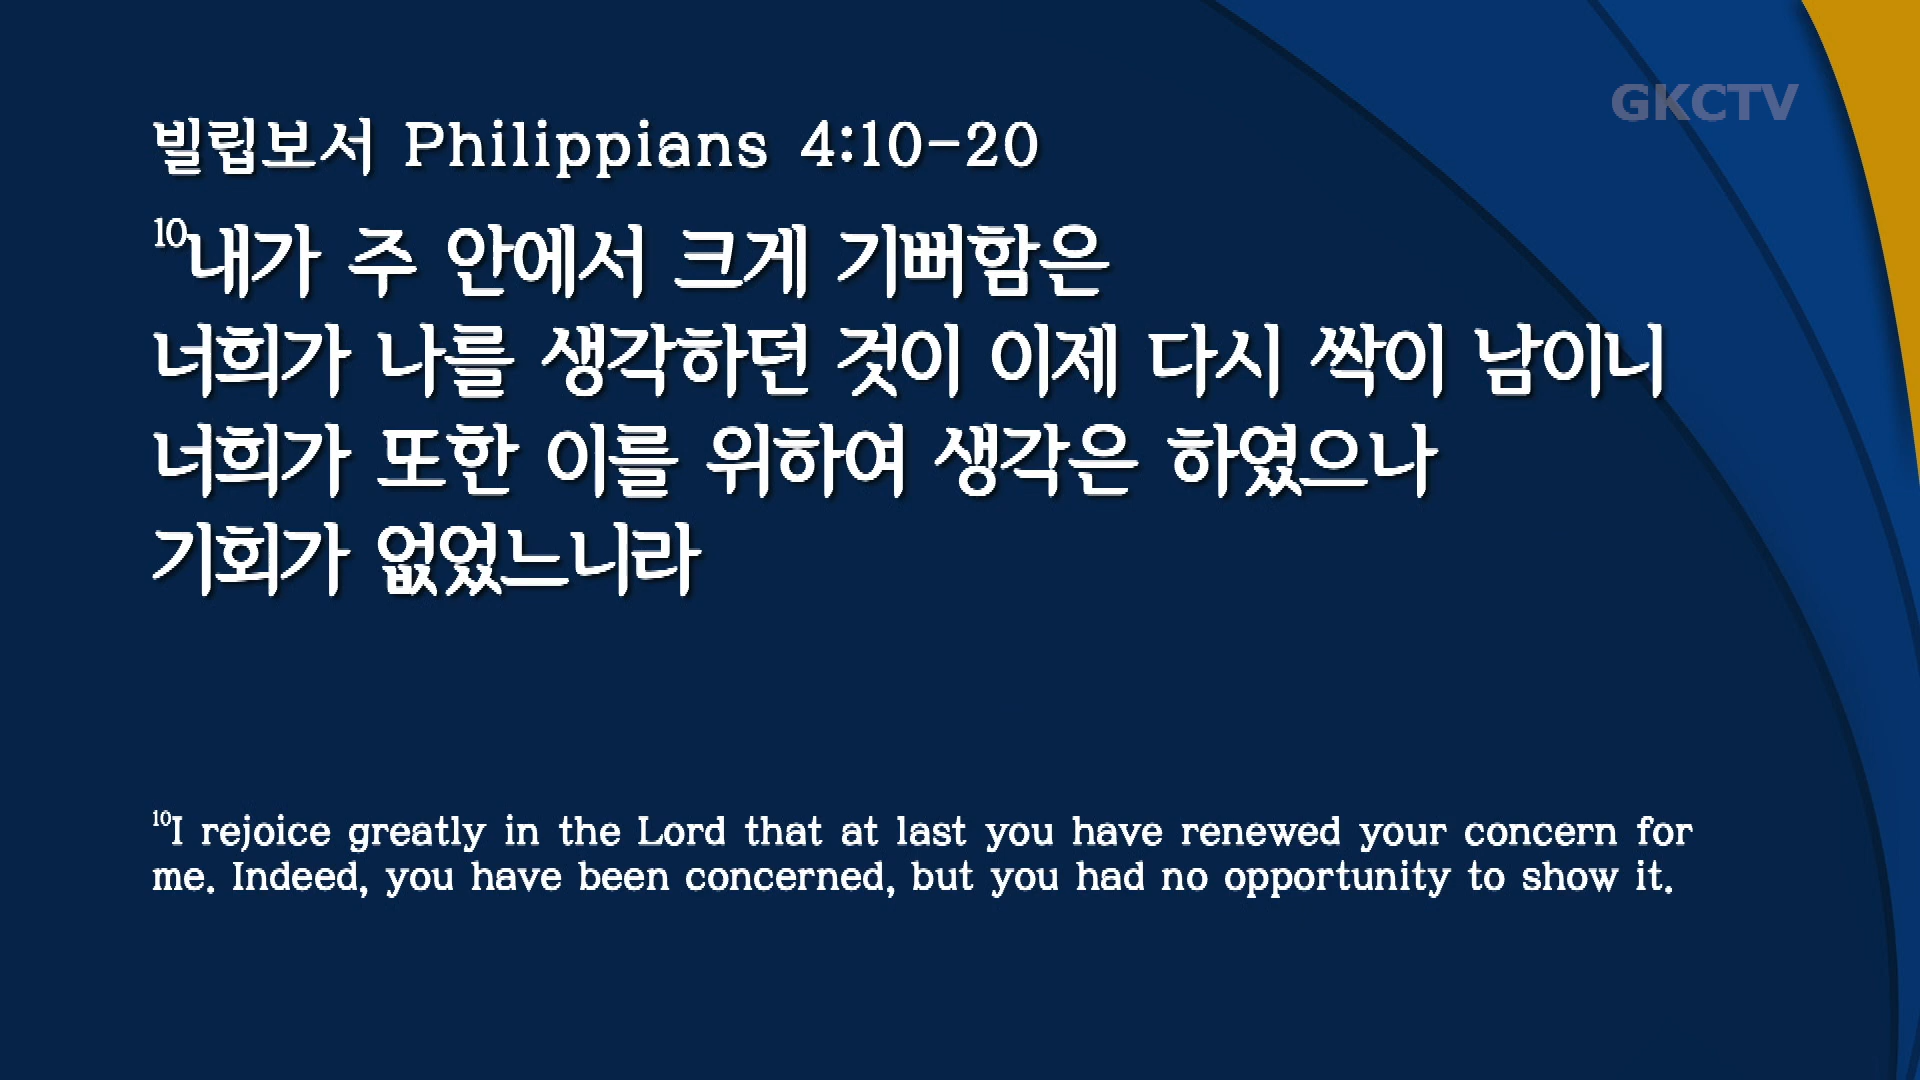 GKCTV
빌립보서 Philippians 4:10-20
10내가 주 안에서 크게 기뻐함은
너희가 나를 생각하던 것이 이제 다시 싹이 남이니
너희가 또한 이를 위하여 생각은 하였으나
기회가 없었느니라
10I rejoice greatly in the Lord that at last you have renewed your concern for
me. Indeed, you have been concerned, but you had no opportunity to show it.